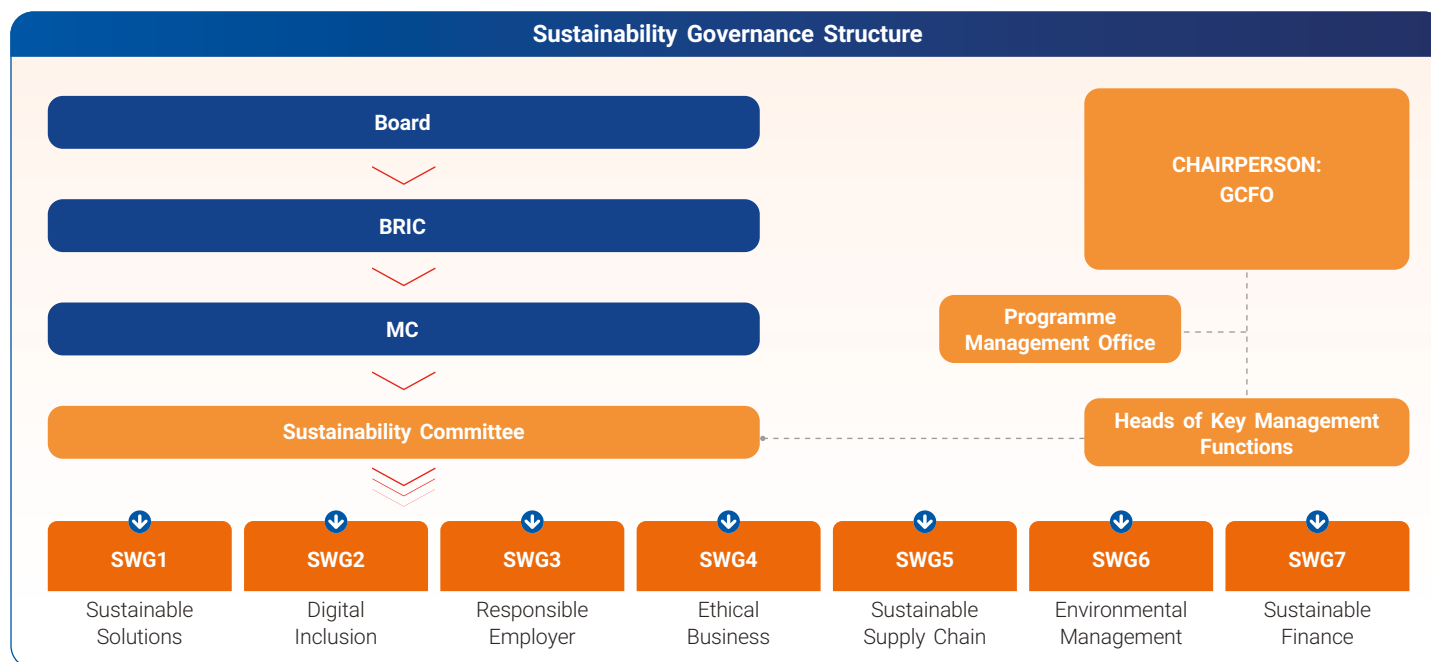 Sustainability Governance Structure
Board
BRIC
MC
Sustainability Committee
CHAIRPERSON:
GCFO
Programme
Management Office
Heads of Key Management
Functions
SWG1
Sustainable
Solutions
SWG2
Digital
Inclusion
SWG3
Responsible
Employer
SWG4
Ethical
Business
SWG5
Sustainable
Supply Chain
SWG6
Environmental
Management
SWG7
Sustainable
Finance